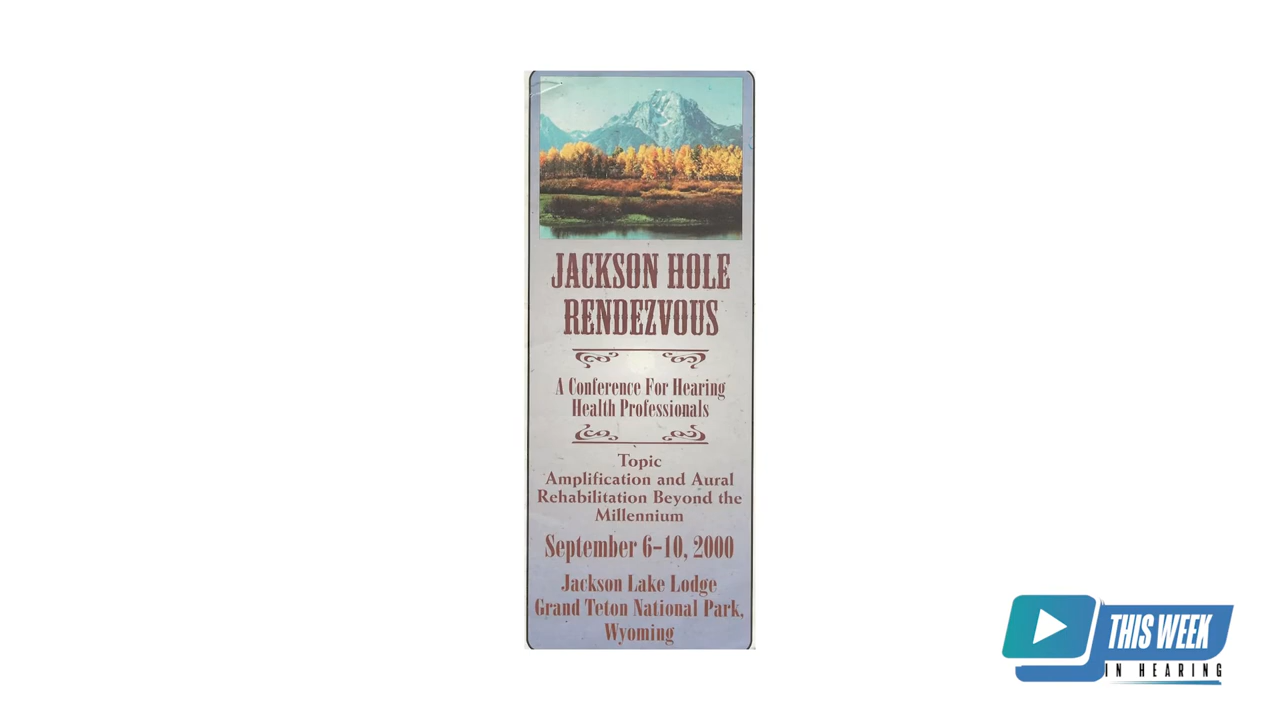 JACKSON HOLE
RENDEZVOUS
A Conference For Hearing
Health Professionals
Topic
Amplification and Aural
Rehabilitation Beyond the
Millennium
September 6-10, 2000
Jackson Lake Lodge
Grand Teton National Park,
Wyoming
THIS WEEK
IN HEARING